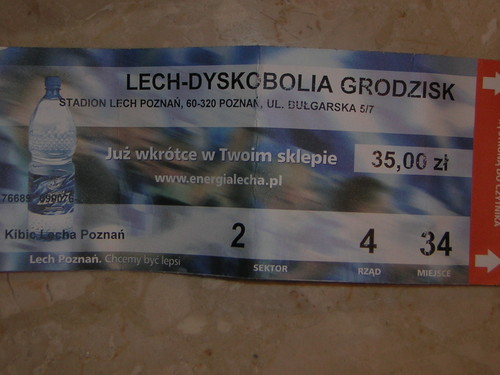 LECH-DYSKOBOLIA GRODZISK
STADION LECH POZNAŃ, 60-320 POZNAŃ, UL. BUŁGARSKA 5/7
Już wkrótce w Twoim sklepie
35,00 zł
www.energialecha.pl
Kibic Lecha Poznań
2
4
34
SEKTOR
RZĄD
MIEJSCE
Lech Poznań. Chcemy być lepsi